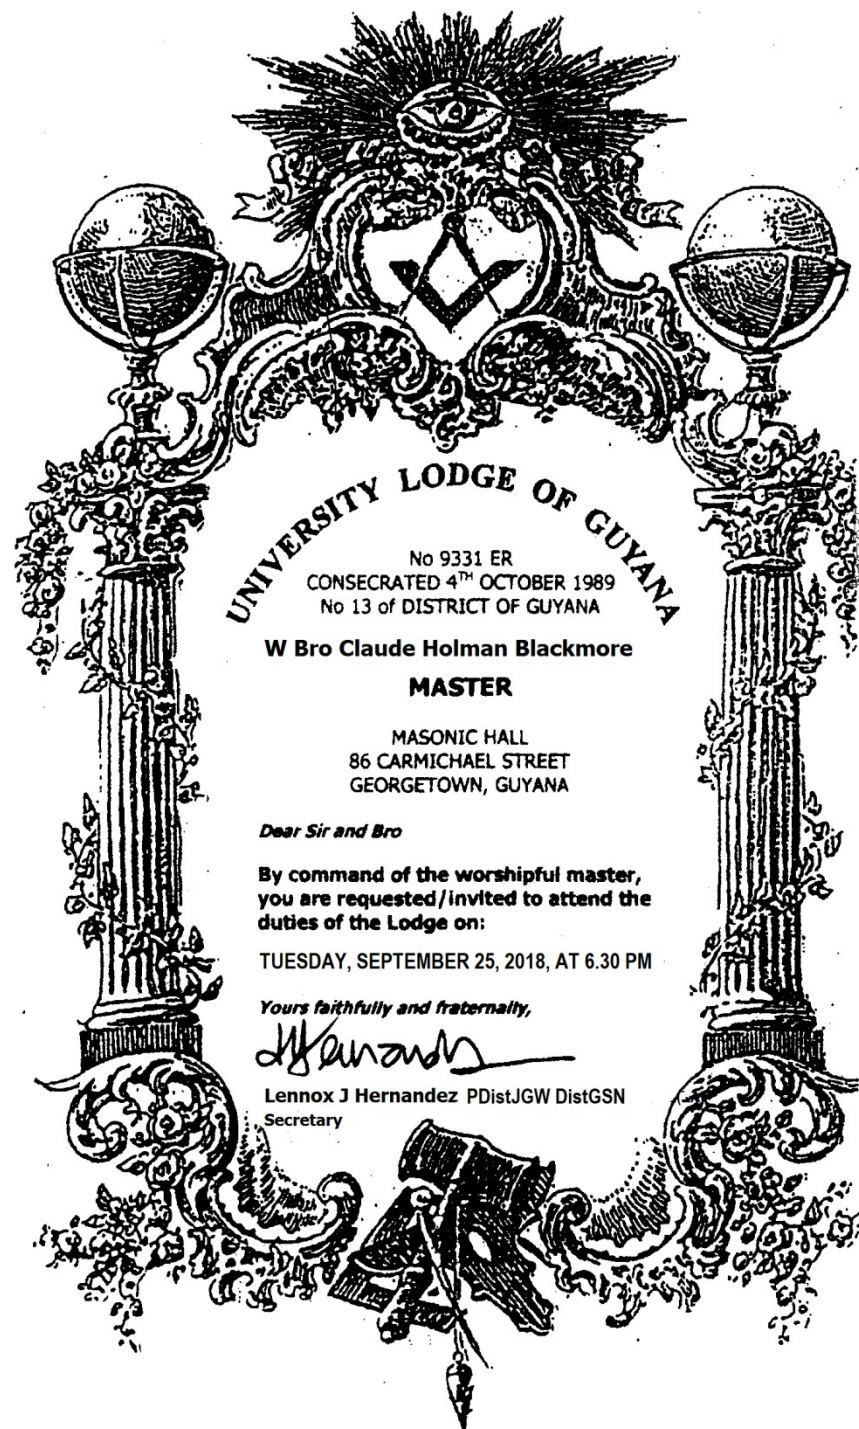 UNIVERSITY LODGE OF GUYANA
No 9331 ER
CONSECRATED 4TH OCTOBER 1989
No 13 of DISTRICT OF GUYANA
W Bro Claude Holman Blackmore
MASTER
MASONIC HALL
86 CARMICHAEL STREET
GEORGETOWN, GUYANA
Dear Sir and Bro
By command of the worshipful master,
you are requested/invited to attend the
duties of the Lodge on:
TUESDAY, SEPTEMBER 25, 2018, AT 6.30 PM
Yours faithfully and fraternally,
Lennox J Hernandez PDistJGW DistGSN
Secretary